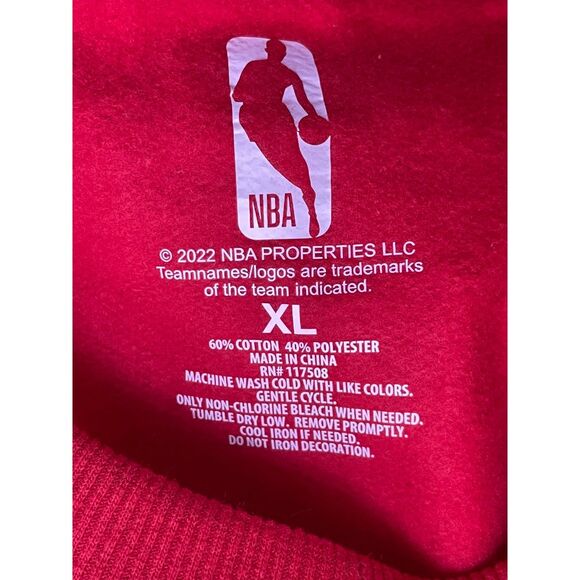 NBA
© 2022 NBA PROPERTIES LLC
Teamnames/logos are trademarks
of the team indicated.
XL
60% COTTON 40% POLYESTER
MADE IN CHINA
RN# 117508
MACHINE WASH COLD WITH LIKE COLORS.
GENTLE CYCLE.
ONLY NON-CHLORINE BLEACH WHEN NEEDED.
TUMBLE DRY LOW. REMOVE PROMPTLY.
COOL IRON IF NEEDED.
DO NOT IRON DECORATION.